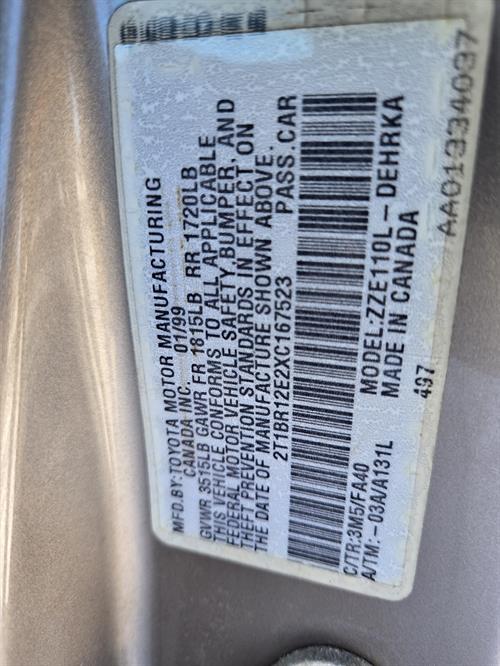 MFD.BY:TOYOTA MOTOR MANUFACTURING
CANADA INC. 01/99
GVWR 3515LB GAWR FR 1815LB RR 1720LB
THIS VEHICLE CONFORMS TO ALL APPLICABLE
FEDERAL MOTOR VEHICLE SAFETY BUMPER, AND
THEFT PREVENTION STANDARDS IN EFFECT ON
THE DATE OF MANUFACTURE SHOWN ABOVE.
2T1BR12E2XC167523 PASS.CAR
C/TR:3M5/FA40 MODEL:ZZE110L-DEHRKA
A/TM:-03A/A131L MADE IN CANADA
497 AA01334037